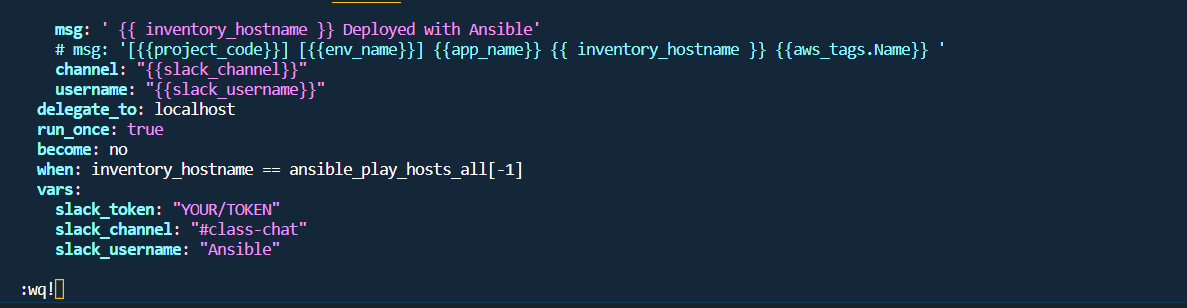 msg: ' {{ inventory_hostname }} Deployed with Ansible'
# msg: '[{{project_code}}] [{{env_name}}] {{app_name}} {{ inventory_hostname }} {{aws_tags.Name}} '
channel: "{{slack_channel}}"
username: "{{slack_username}}"
delegate_to: localhost
run_once: true
become: no
when: inventory_hostname == ansible_play_hosts_all[-1]
vars:
slack_token: "YOUR/TOKEN"
slack_channel: "#class-chat"
slack_username: "Ansible"
:wq!